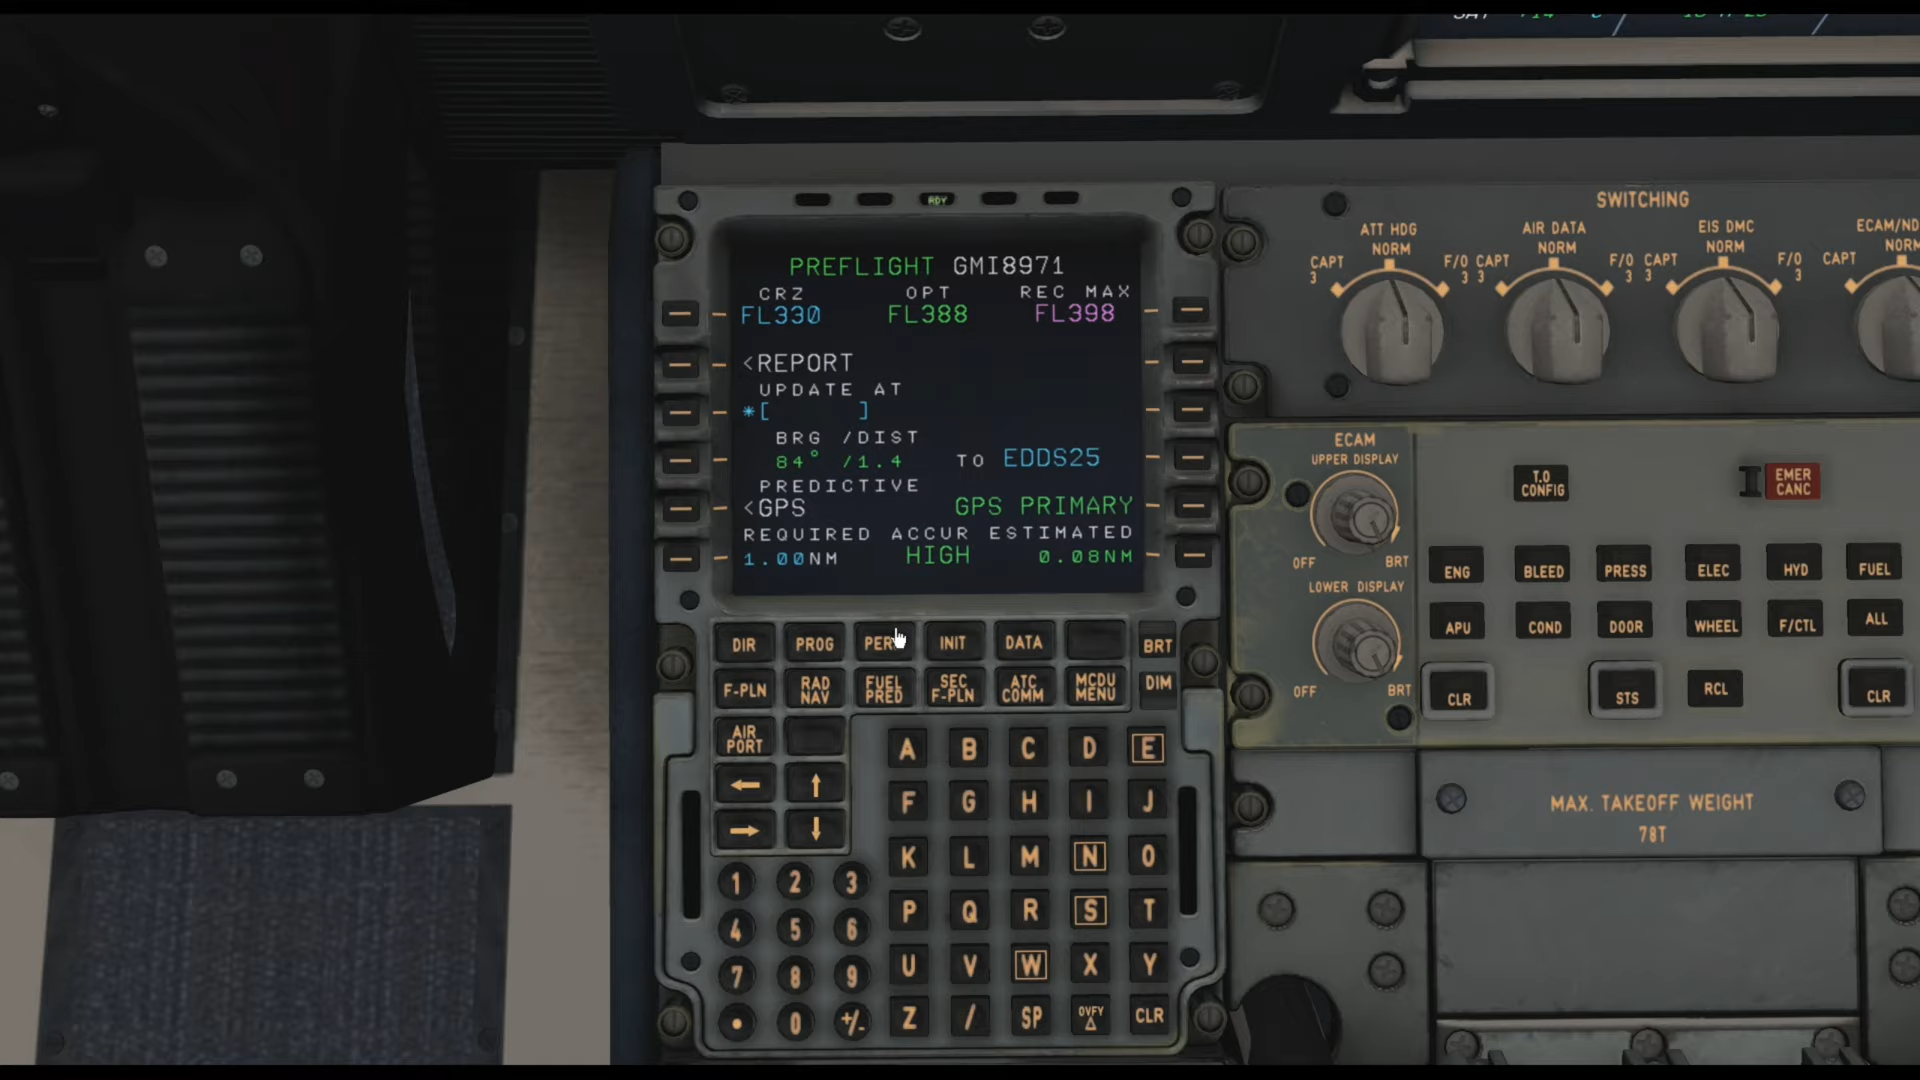 RDY
PREFLIGHT GMI8971
CRZ OPT REC MAX
FL330 FL388 FL398
<REPORT
UPDATE AT
*[ ]
BRG /DIST
84° /1.4 TO EDDS25
PREDICTIVE
<GPS GPS PRIMARY
REQUIRED ACCUR ESTIMATED
1.00NM HIGH 0.08NM
DIR PROG INIT DATA BRT
F-PLN RAD NAV FUEL PRED SEC F-PLN ATC COMM MCDU MENU DIM
AIR PORT
← ↑
→ ↓
A B C D E
F G H I J
K L M N O
P Q R S T
U V W X Y
Z / SP OVFY Δ CLR
1 2 3
4 5 6
7 8 9
. 0 +/-
SWITCHING
ATT HDG AIR DATA EIS DMC
NORM NORM NORM
CAPT 3 F/O 3 CAPT 3 F/O 3 CAPT 3 F/O 3 CAPT
ECAM
UPPER DISPLAY
OFF BRT
LOWER DISPLAY
OFF BRT
T.O CONFIG
EMER CANC
ENG BLEED PRESS ELEC HYD FUEL
APU COND DOOR WHEEL F/CTL ALL
CLR STS RCL CLR
MAX. TAKEOFF WEIGHT
78T